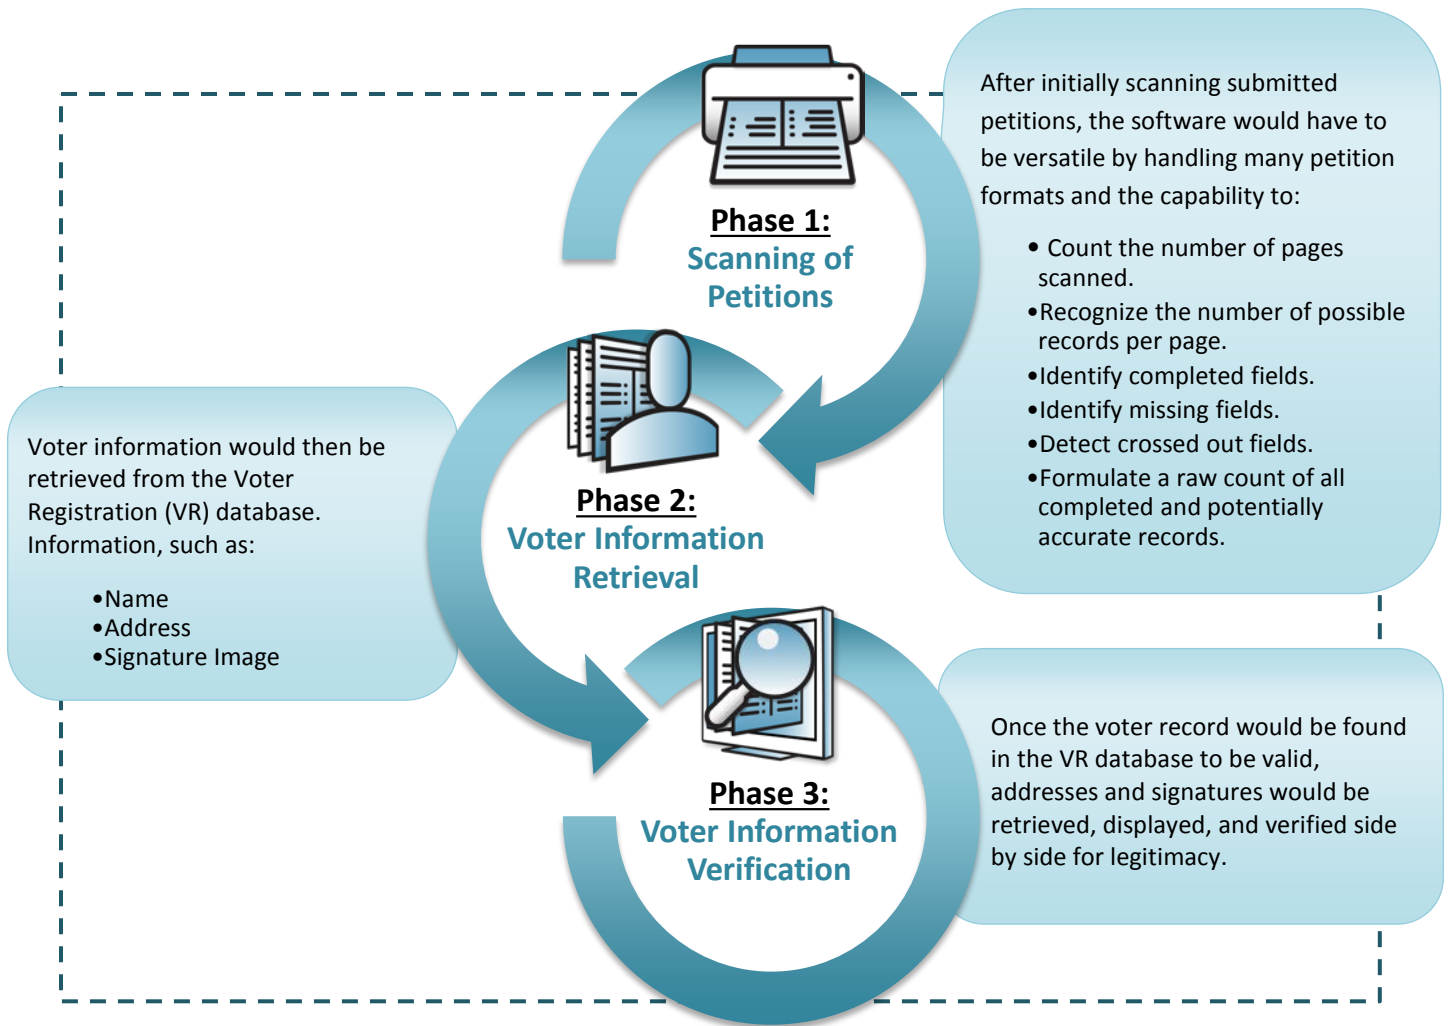 Phase 1:
Scanning of
Petitions
After initially scanning submitted
petitions, the software would have to
be versatile by handling many petition
formats and the capability to:
• Count the number of pages
scanned.
•Recognize the number of possible
records per page.
•Identify completed fields.
•Identify missing fields.
•Detect crossed out fields.
•Formulate a raw count of all
completed and potentially
accurate records.
Phase 2:
Voter Information
Retrieval
Voter information would then be
retrieved from the Voter
Registration (VR) database.
Information, such as:
•Name
•Address
•Signature Image
Phase 3:
Voter Information
Verification
Once the voter record would be found
in the VR database to be valid,
addresses and signatures would be
retrieved, displayed, and verified side
by side for legitimacy.